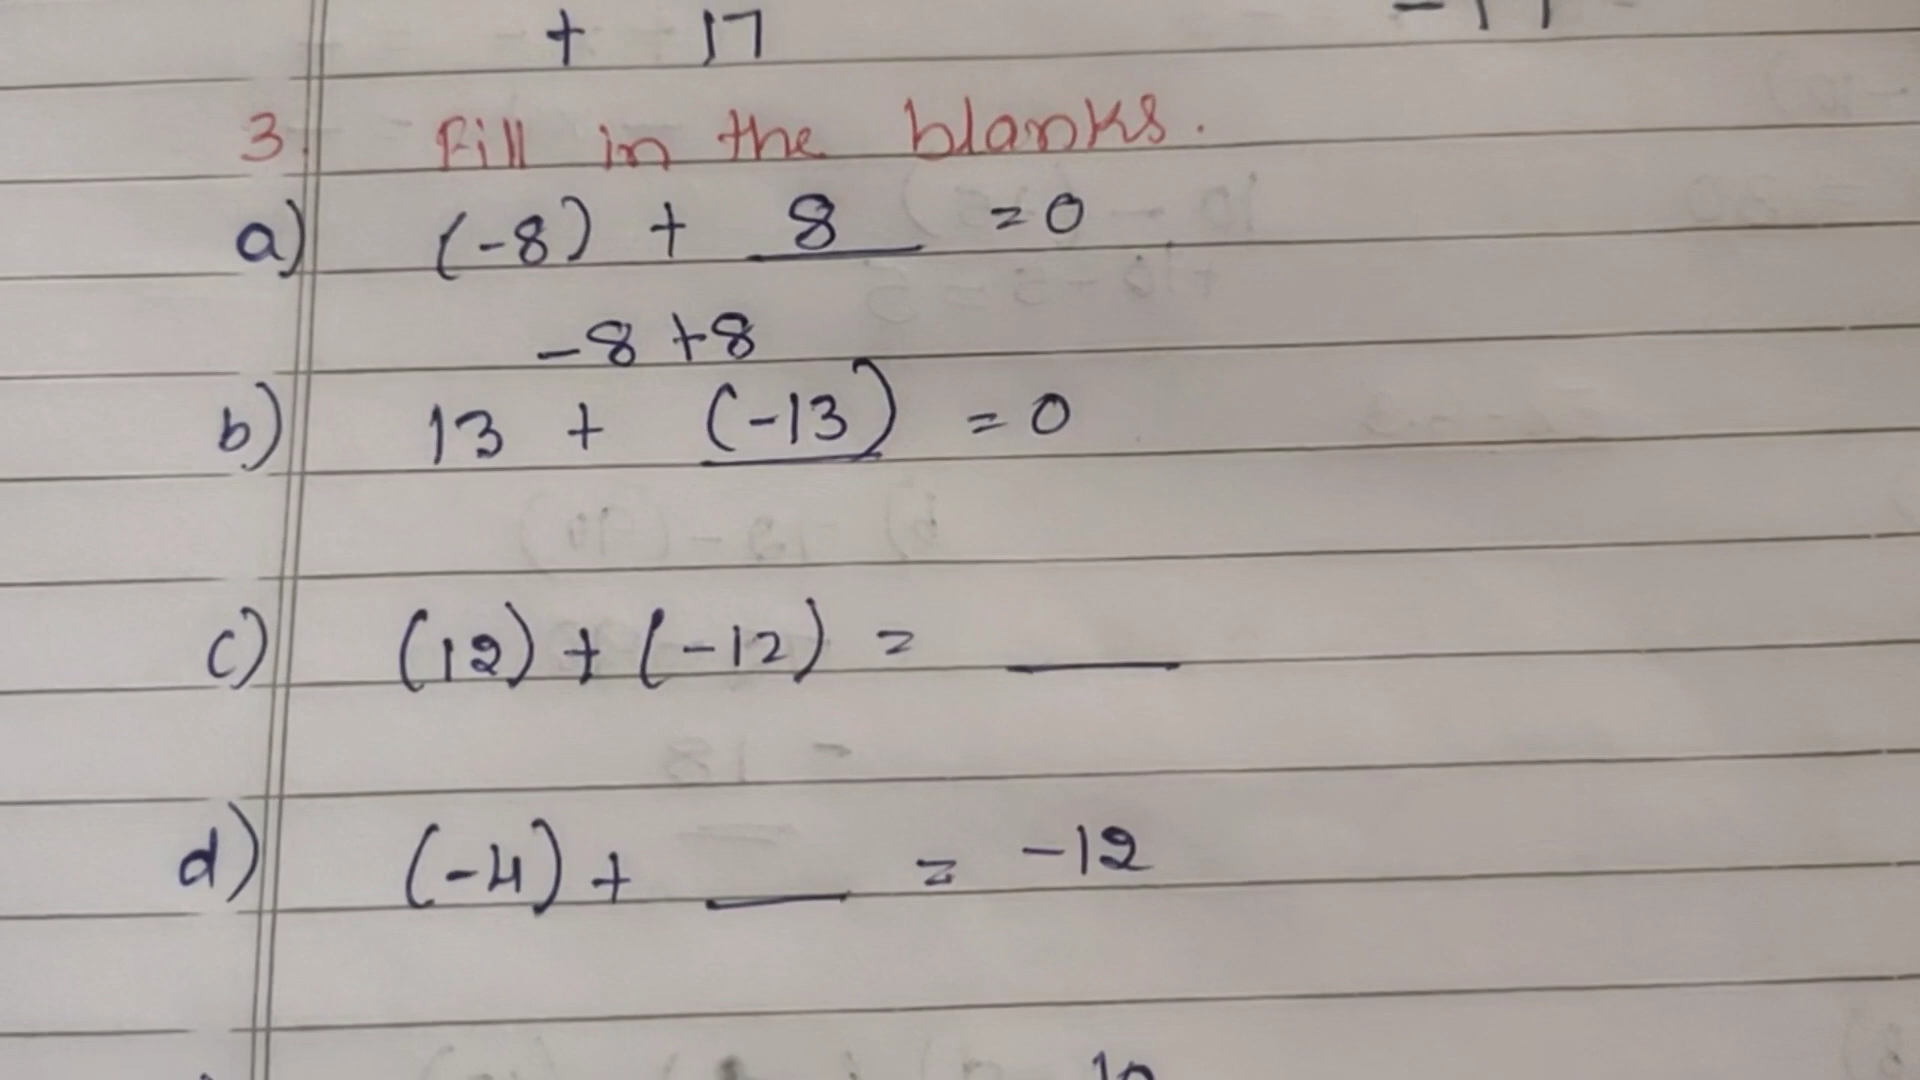 + 17
3. Fill in the blanks.
a) (-8) + 8 = 0
-8 +8
b) 13 + (-13) = 0
c) (12) + (-12) = ___
d) (-4) + ___ = -12